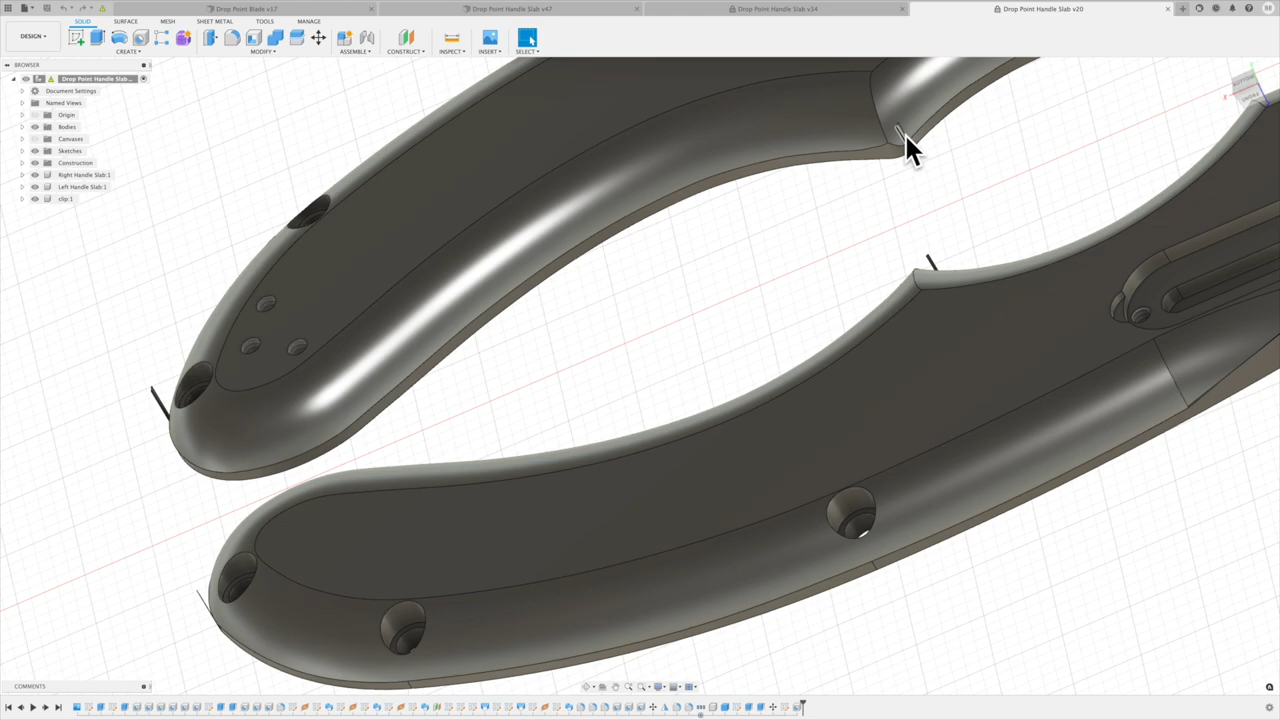 Drop Point Blade v17
Drop Point Handle Slab v47
Drop Point Handle Slab v34
Drop Point Handle Slab v20
DESIGN
SOLID
SURFACE
MESH
SHEET METAL
TOOLS
MANAGE
CREATE
MODIFY
ASSEMBLE
CONSTRUCT
INSPECT
INSERT
SELECT
BROWSER
Drop Point Handle Slab...
Document Settings
Named Views
Origin
Bodies
Canvases
Sketches
Construction
Right Handle Slab:1
Left Handle Slab:1
clip:1
BOTTOM
X
COMMENTS